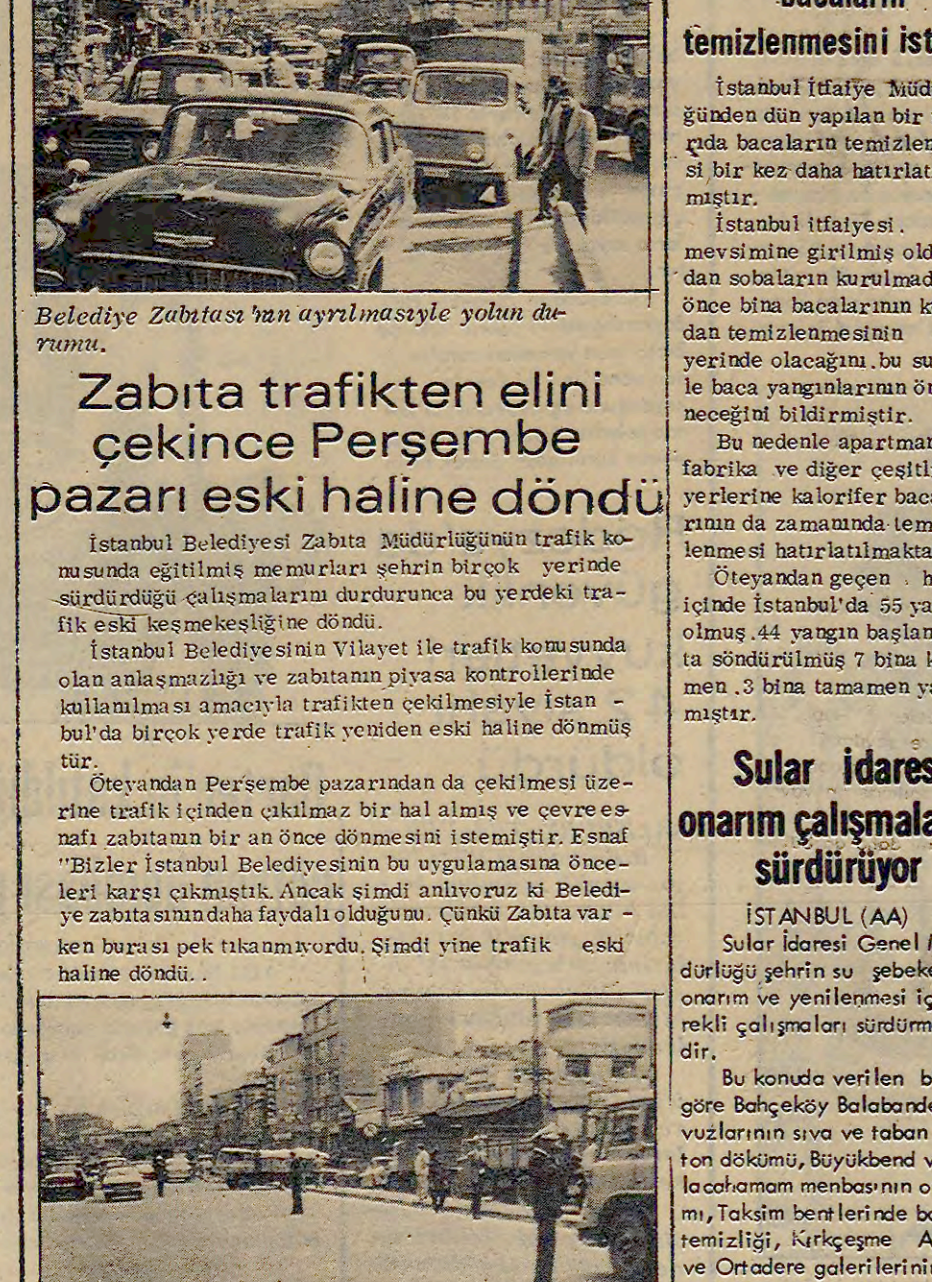 Belediye Zabıtası'nın ayrılmasıyle yolun du-
rumu.
Zabıta trafikten elini
çekince Perşembe
pazarı eski haline döndü
İstanbul Belediyesi Zabıta Müdürlüğünün trafik ko-
nusunda eğitilmiş memurları şehrin birçok yerinde
sürdürdüğü çalışmalarını durdurunca bu yerdeki tra-
fik eski keşmekeşliğine döndü.
İstanbul Belediyesinin Vilayet ile trafik konusunda
olan anlaşmazlığı ve zabıtanın piyasa kontrollerinde
kullanılması amacıyla trafikten çekilmesiyle İstan -
bul'da birçok yerde trafik yeniden eski haline dönmüş
tür.
Öteyandan Perşembe pazarından da çekilmesi üze-
rine trafik içinden çıkılmaz bir hal almış ve çevre es-
nafı zabıtanın bir an önce dönmesini istemiştir. Esnaf
"Bizler İstanbul Belediyesinin bu uygulamasına önce-
leri karşı çıkmıştık. Ancak şimdi anlıyoruz ki Beledi-
ye zabıtasının daha faydalı olduğunu. Çünkü Zabıta var -
ken burası pek tıkanmıyordu. Şimdi yine trafik eski
haline döndü. .
bacaların
temizlenmesini ist
İstanbul İtfaiye Müd
ğünden dün yapılan bir
rıda bacaların temizlen
si bir kez daha hatırlat
mıştır.
İstanbul itfaiyesi .
mevsimine girilmiş old
dan sobaların kurulmad
önce bina bacalarının k
dan temizlenmesinin
yerinde olacağını.bu su
le baca yangınlarının ön
neceğini bildirmiştir.
Bu nedenle apartman
fabrika ve diğer çeşitli
yerlerine kalorifer baca
rının da zamanında tem
lenmesi hatırlatılmakta
Öteyandan geçen h
içinde İstanbul'da 55 ya
olmuş .44 yangın başlan
ta söndürülmüş 7 bina k
men .3 bina tamamen ya
mıştır.
Sular idares
onarım çalışmala
sürdürüyor
İSTANBUL (AA)
Sular İdaresi Genel M
dürlüğü şehrin su şebeke
onarım ve yenilenmesi iç
rekli çalışmaları sürdürm
dir.
Bu konuda verilen b
göre Bahçeköy Balabande
vuzlarının sıva ve taban
ton dökümü, Büyükbend v
lacahamam menbasının o
mı, Taksim bentlerinde ba
temizliği, Kırkçeşme A
ve Ortadere galerilerinin